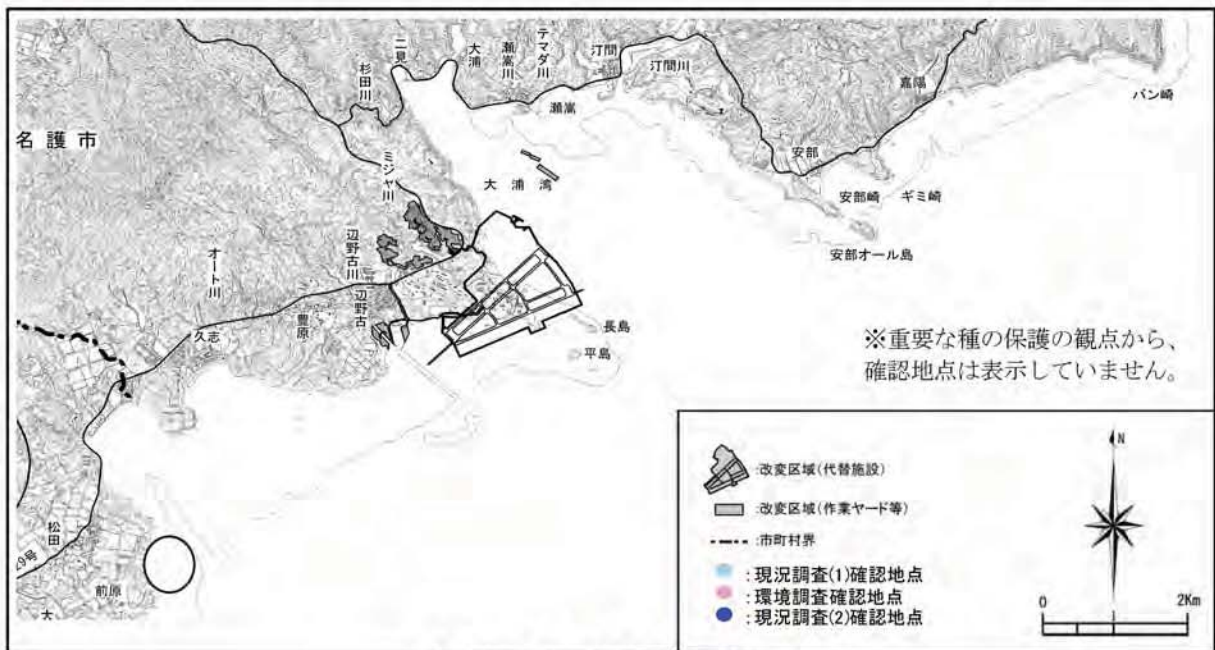 二見
大浦
瀬嵩川
テマダ川
汀間
汀間川
杉田川
瀬嵩
嘉陽
バン崎
名護市
ミジャ川
大浦湾
安部
安部崎
ギミ崎
安部オール島
辺野古川
辺野古
オート川
豊原
久志
長島
平島
※重要な種の保護の観点から、
確認地点は表示していません。
松田
29号
前原
大
:改変区域(代替施設)
:改変区域(作業ヤード等)
:市町村界
:現況調査(1)確認地点
:環境調査確認地点
:現況調査(2)確認地点
N
0 2Km